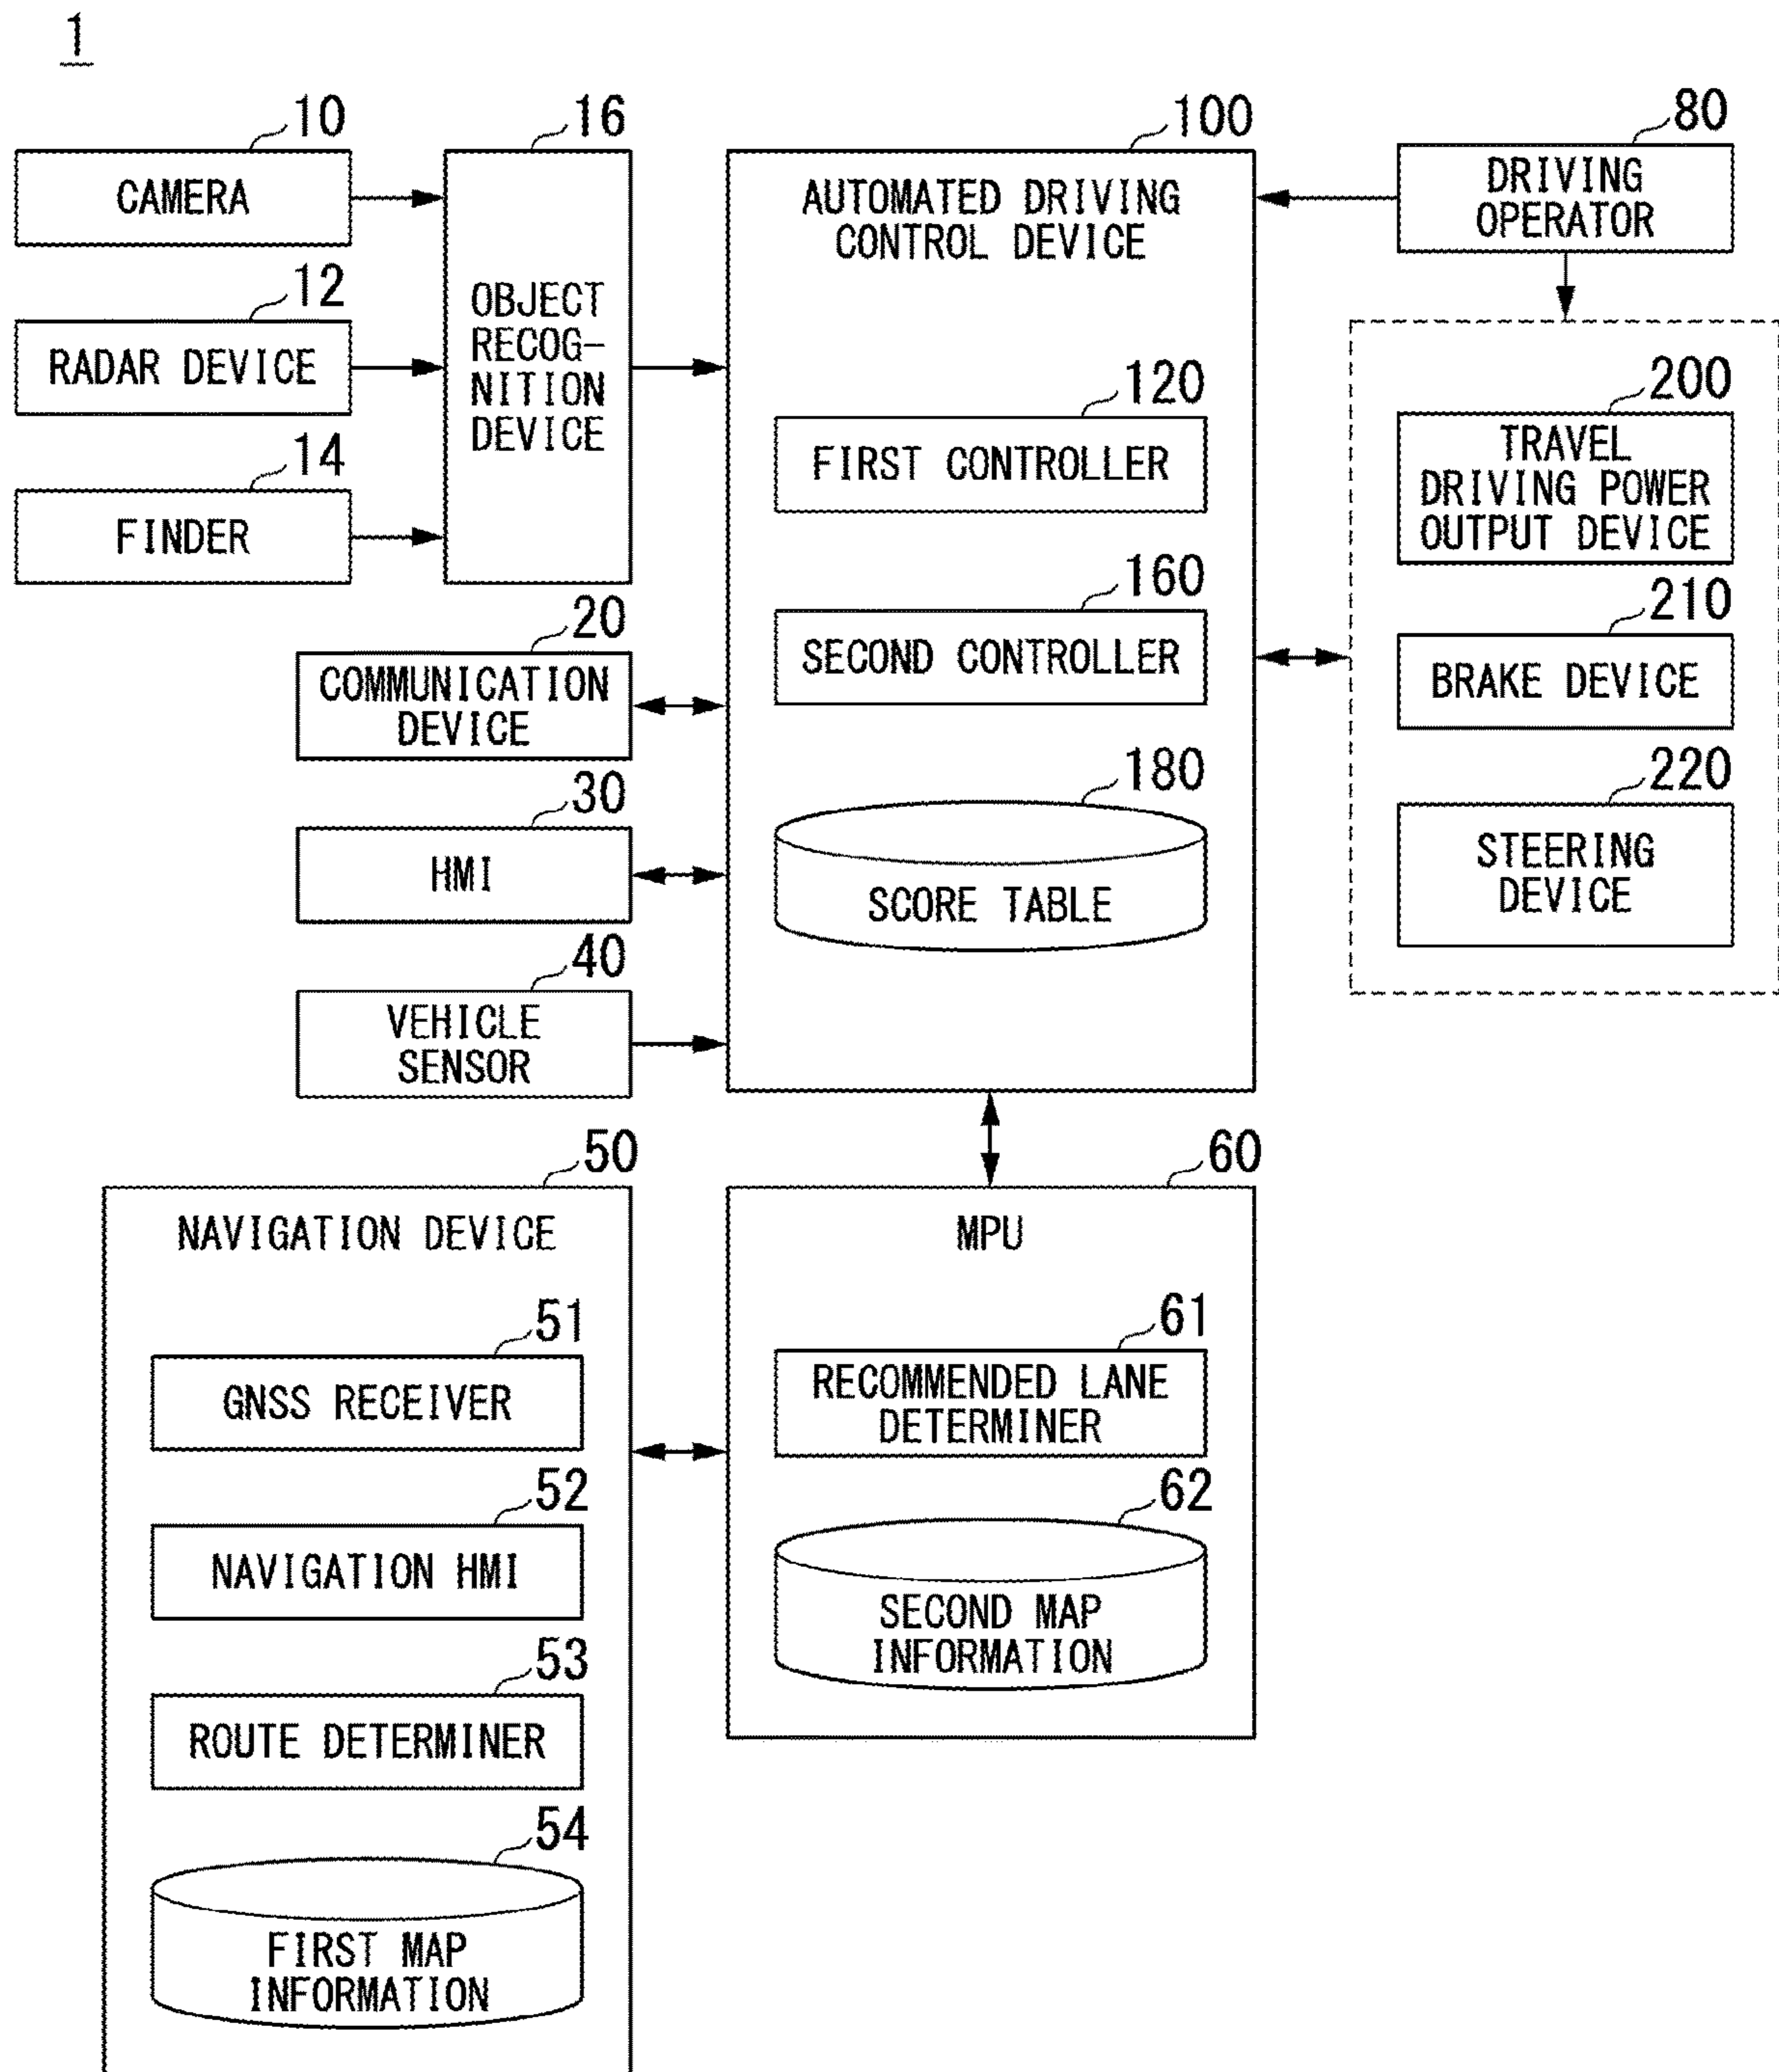 1
10
CAMERA
12
RADAR DEVICE
14
FINDER
16
OBJECT
RECOG-
NITION
DEVICE
20
COMMUNICATION
DEVICE
30
HMI
40
VEHICLE
SENSOR
100
AUTOMATED DRIVING
CONTROL DEVICE
120
FIRST CONTROLLER
160
SECOND CONTROLLER
180
SCORE TABLE
80
DRIVING
OPERATOR
200
TRAVEL
DRIVING POWER
OUTPUT DEVICE
210
BRAKE DEVICE
220
STEERING
DEVICE
50
NAVIGATION DEVICE
51
GNSS RECEIVER
52
NAVIGATION HMI
53
ROUTE DETERMINER
54
FIRST MAP
INFORMATION
60
MPU
61
RECOMMENDED LANE
DETERMINER
62
SECOND MAP
INFORMATION